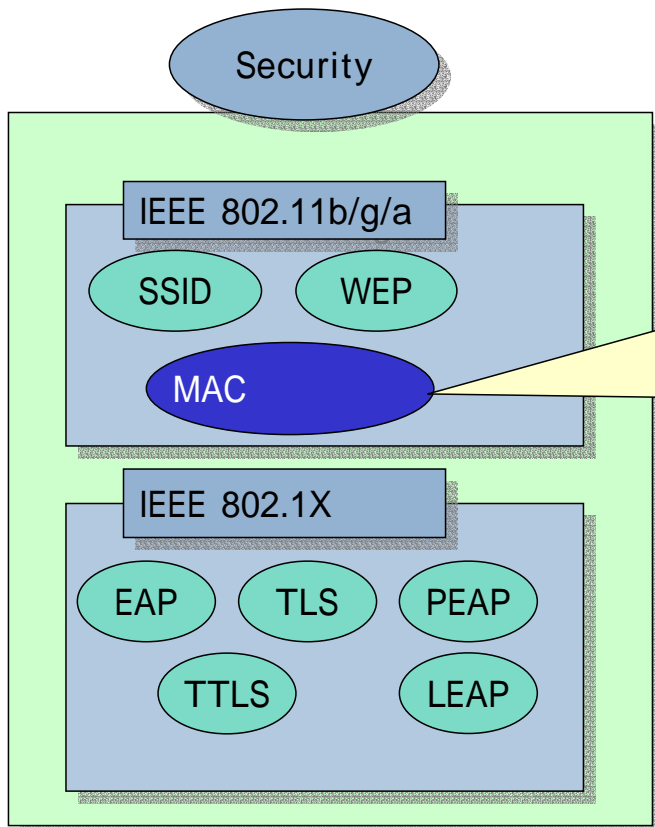 Security
IEEE 802.11b/g/a
SSID WEP
MAC
IEEE 802.1X
EAP TLS PEAP
TTLS LEAP